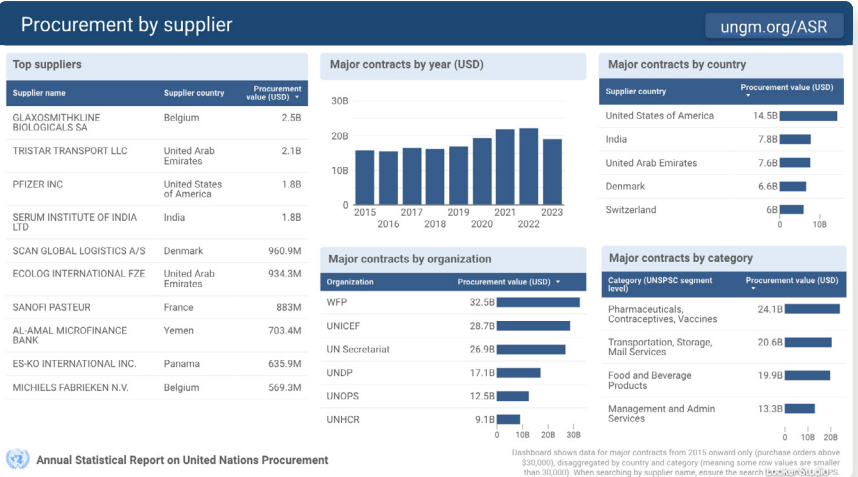 Procurement by supplier
ungm.org/ASR
Top suppliers
Supplier name
Supplier country
Procurement
value (USD)
GLAXOSMITHKLINE
BIOLOGICALS SA
Belgium
2.5B
TRISTAR TRANSPORT LLC
United Arab
Emirates
2.1B
PFIZER INC
United States
of America
1.8B
SERUM INSTITUTE OF INDIA
LTD
India
1.8B
SCAN GLOBAL LOGISTICS A/S
Denmark
960.9M
ECOLOG INTERNATIONAL FZE
United Arab
Emirates
934.3M
SANOFI PASTEUR
France
883M
AL-AMAL MICROFINANCE
BANK
Yemen
703.4M
ES-KO INTERNATIONAL INC.
Panama
635.9M
MICHIELS FABRIEKEN N.V.
Belgium
569.3M
Major contracts by year (USD)
30B
20B
10B
0
2015
2016
2017
2018
2019
2020
2021
2022
2023
Major contracts by organization
Organization
Procurement value (USD)
WFP
32.5B
UNICEF
28.7B
UN Secretariat
26.9B
UNDP
17.1B
UNOPS
12.5B
UNHCR
9.1B
0 10B 20B 30B
Major contracts by country
Supplier country
Procurement value (USD)
United States of America
14.5B
India
7.8B
United Arab Emirates
7.6B
Denmark
6.6B
Switzerland
6B
0 10B
Major contracts by category
Category (UNSPSC segment
level)
Procurement value (USD)
Pharmaceuticals,
Contraceptives, Vaccines
24.1B
Transportation, Storage,
Mail Services
20.6B
Food and Beverage
Products
19.9B
Management and Admin
Services
13.3B
0 10B 20B
Annual Statistical Report on United Nations Procurement
Dashboard shows data for major contracts from 2015 onward only (purchase orders above
$30,000), disaggregated by country and category (meaning some row values are smaller
than 30,000). When searching by supplier name, ensure the search
Looker Studio